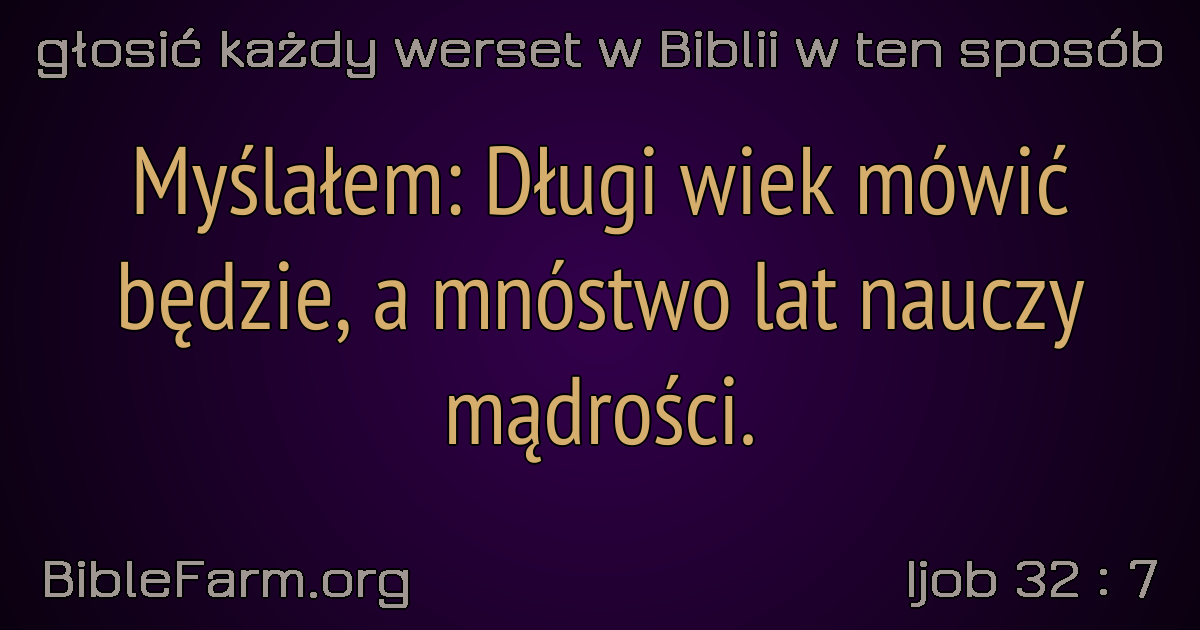 głosić każdy werset w Biblii w ten sposób
Myślałem: Długi wiek mówić
będzie, a mnóstwo lat nauczy
mądrości.
BibleFarm.org
Ijob 32 : 7